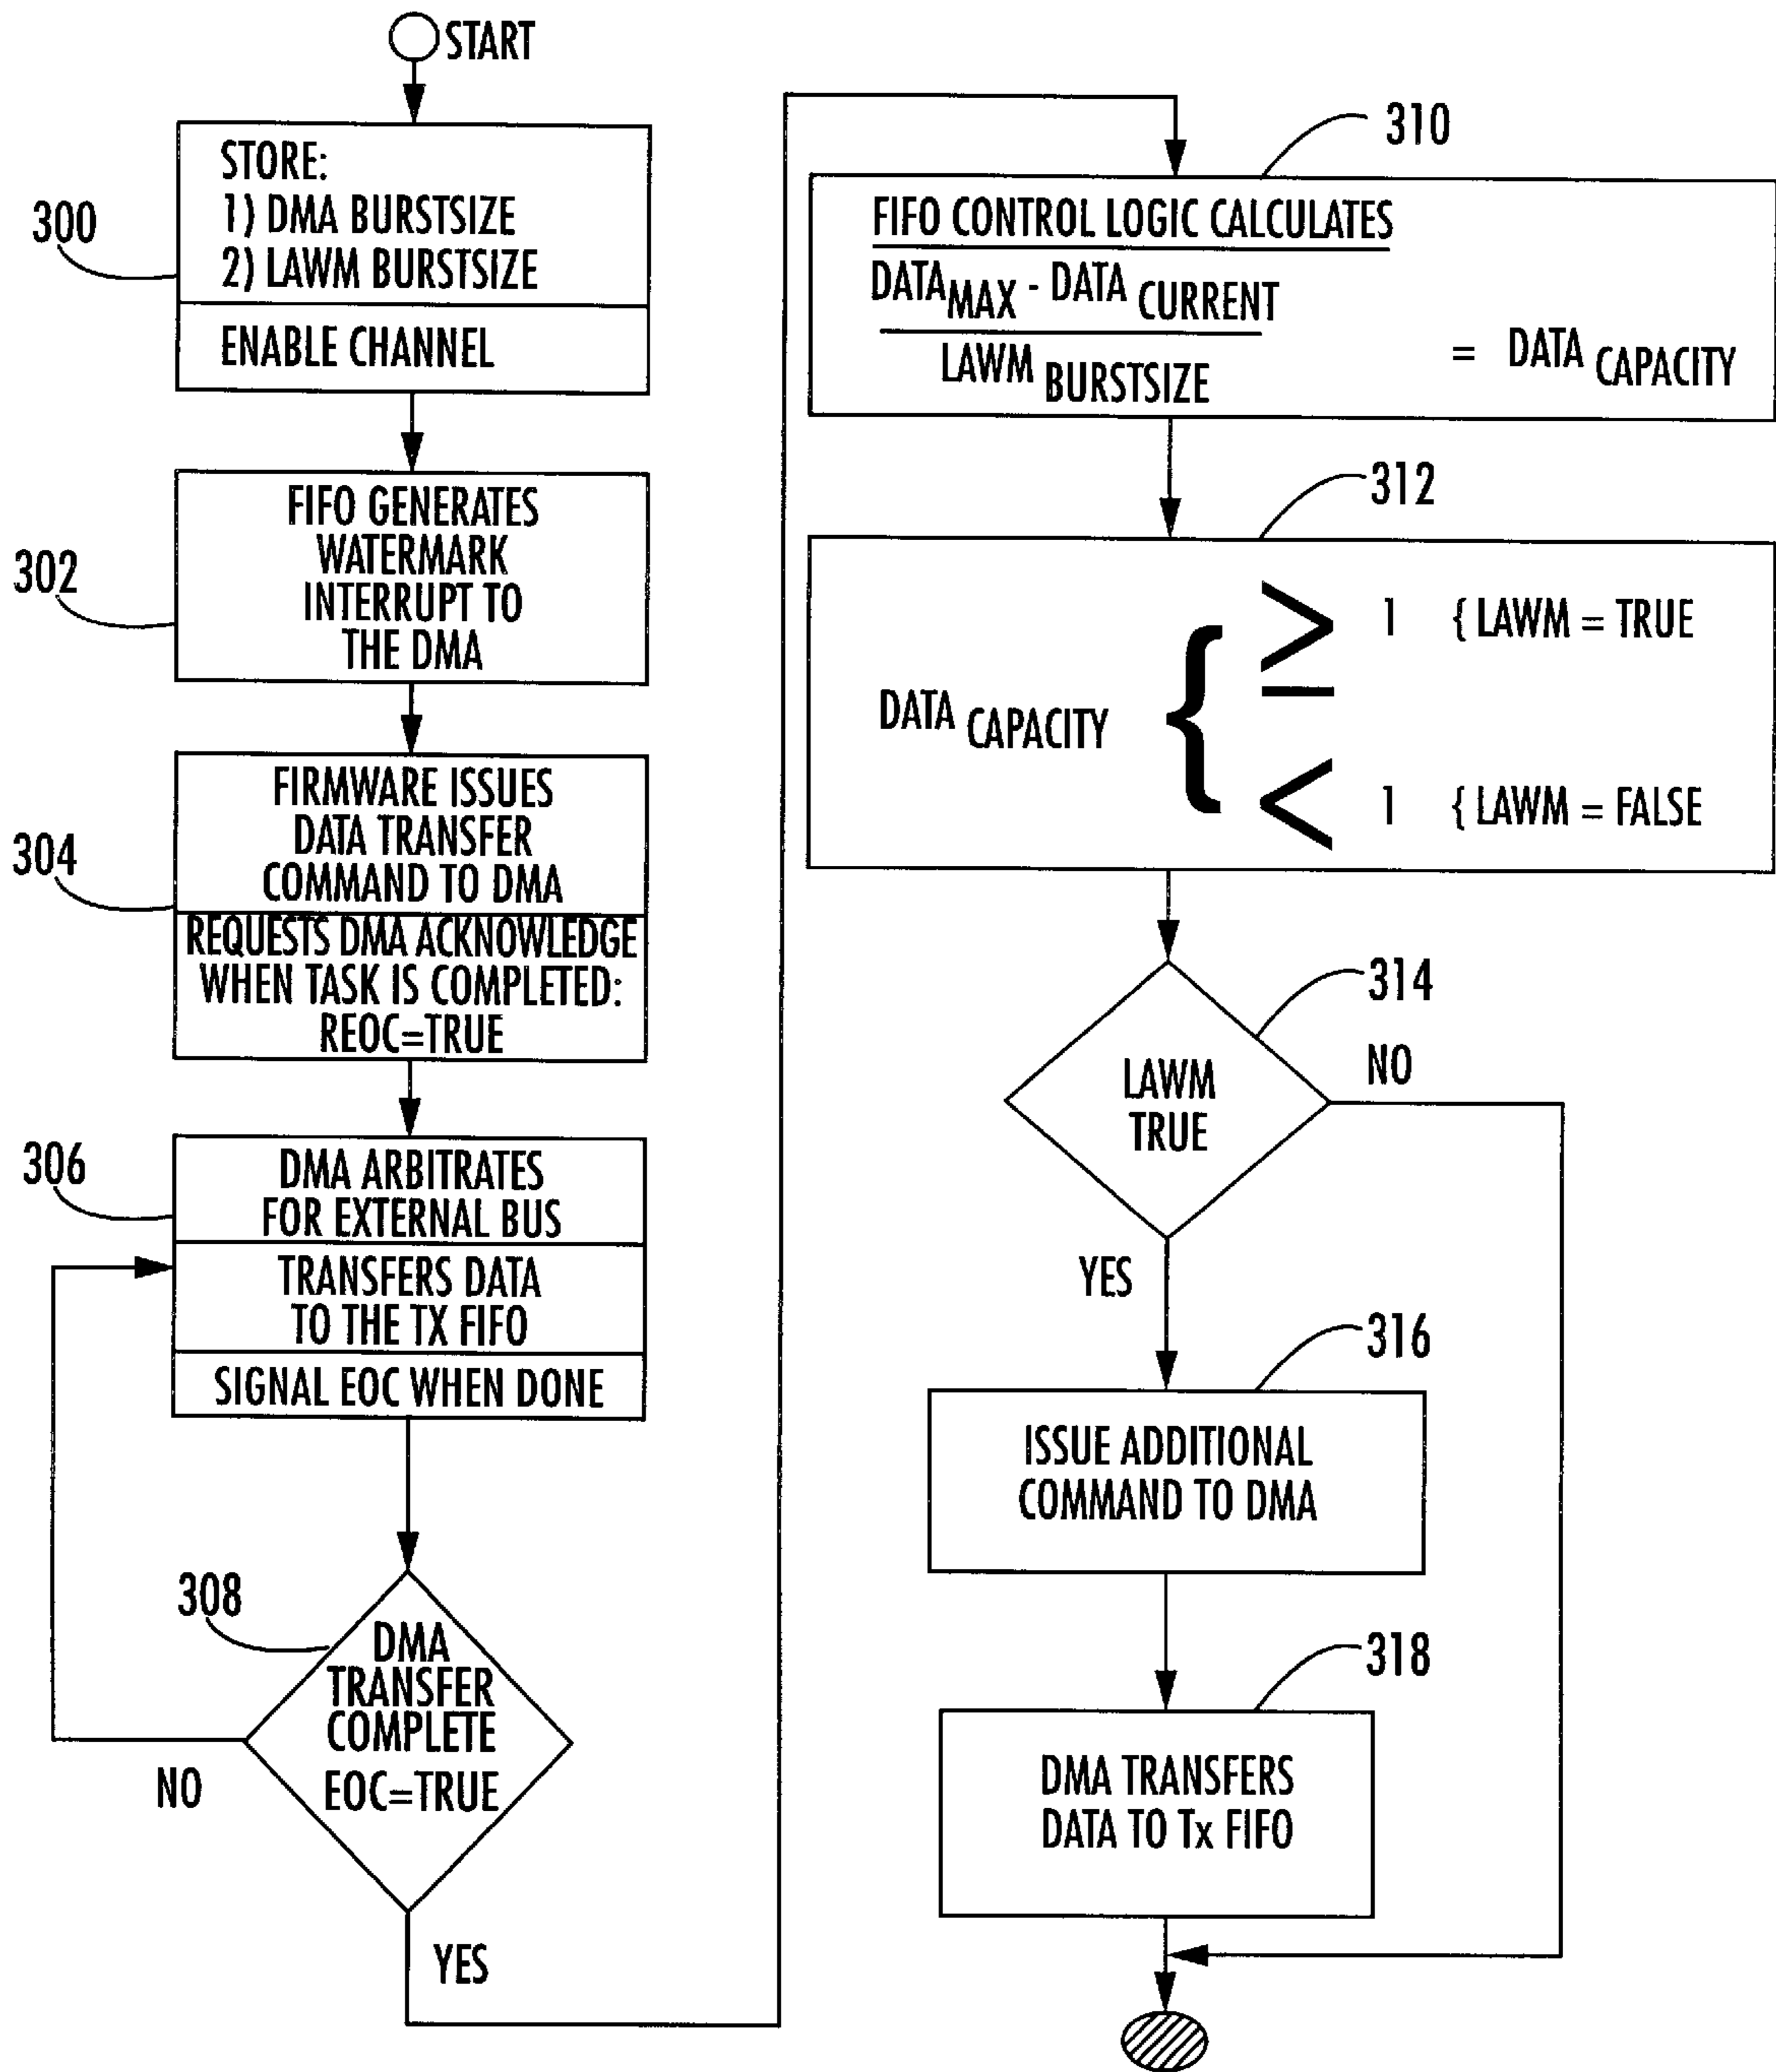 START
300
STORE:
1) DMA BURSTSIZE
2) LAWM BURSTSIZE
ENABLE CHANNEL
302
FIFO GENERATES
WATERMARK
INTERRUPT TO
THE DMA
304
FIRMWARE ISSUES
DATA TRANSFER
COMMAND TO DMA
REQUESTS DMA ACKNOWLEDGE
WHEN TASK IS COMPLETED:
REOC=TRUE
306
DMA ARBITRATES
FOR EXTERNAL BUS
TRANSFERS DATA
TO THE TX FIFO
SIGNAL EOC WHEN DONE
308
DMA
TRANSFER
COMPLETE
EOC=TRUE
NO
YES
310
FIFO CONTROL LOGIC CALCULATES
DATA MAX - DATA CURRENT
LAWM BURSTSIZE = DATA CAPACITY
312
≥ 1 { LAWM = TRUE
DATA CAPACITY {
< 1 { LAWM = FALSE
314
LAWM
TRUE
NO
YES
316
ISSUE ADDITIONAL
COMMAND TO DMA
318
DMA TRANSFERS
DATA TO Tx FIFO